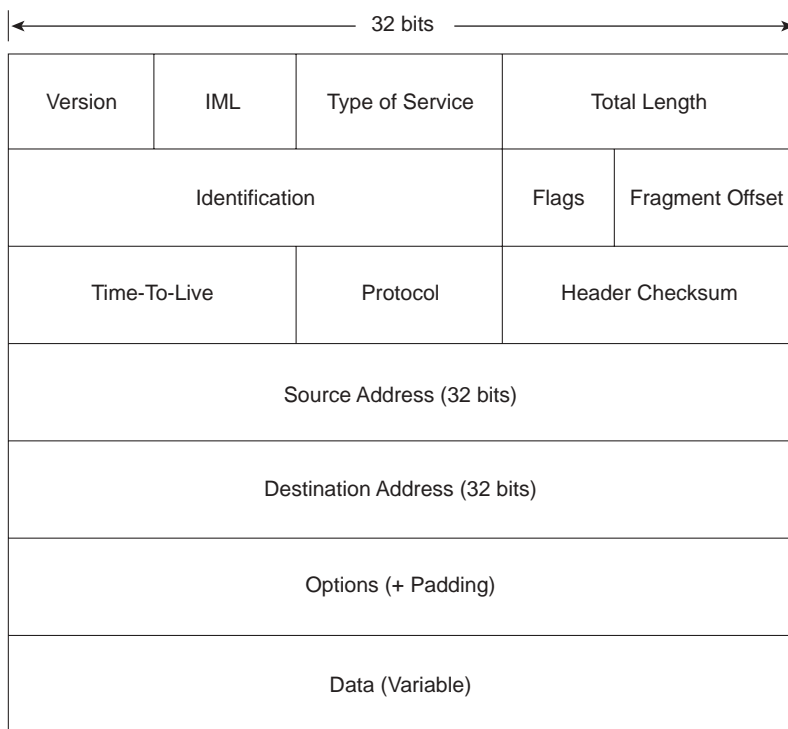 32 bits
Version IML Type of Service Total Length
Identification Flags Fragment Offset
Time-To-Live Protocol Header Checksum
Source Address (32 bits)
Destination Address (32 bits)
Options (+ Padding)
Data (Variable)